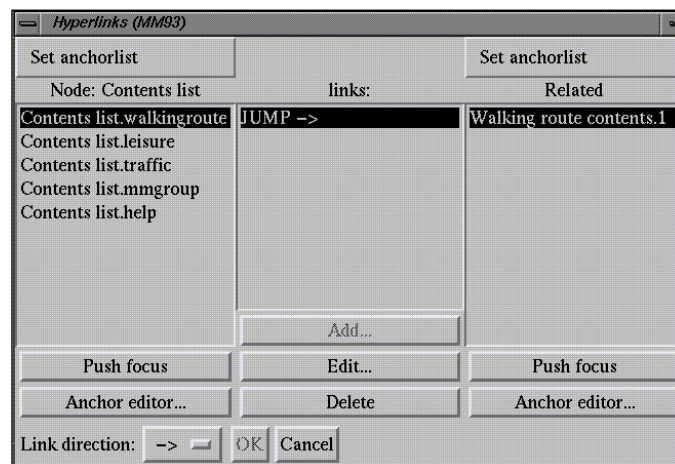 Hyperlinks (MM93)
Set anchorlist Set anchorlist
Node: Contents list links: Related
Contents list.walkingroute JUMP -> Walking route contents.1
Contents list.leisure
Contents list.traffic
Contents list.mmgroup
Contents list.help
Add...
Push focus Edit... Push focus
Anchor editor... Delete Anchor editor...
Link direction: -> OK Cancel